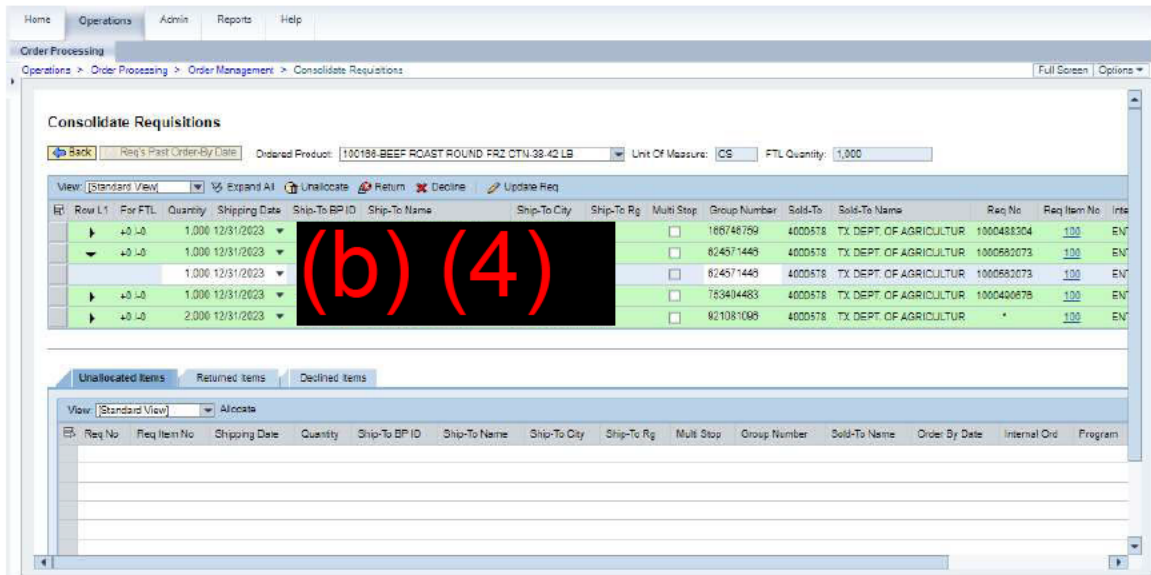 Home Operations Admin Reports Help
Order Processing
Operations > Order Processing > Order Management > Consolidate Requisitions Full Screen Options
Consolidate Requisitions
Back Req's Past Order-By Date Ordered Product: 100166-BEEF ROAST ROUND FRZ CTN-38-42 LB Unit Of Measure: CS FTL Quantity: 1,000
View: [Standard View] Expand All Unallocate Return Decline Update Req
Row L1 For FTL Quantity Shipping Date Ship-To BP ID Ship-To Name Ship-To City Ship-To Rg Multi Stop Group Number Sold-To Sold-To Name Req No Req Item No Inte
+0 /-0 1.000 12/31/2023 4000578 TX DEPT. OF AGRICULTUR 1000488304 100 EN
+0 /-0 1.000 12/31/2023 624571446 4000578 TX DEPT. OF AGRICULTUR 100 EN
1.000 12/31/2023 624571446 4000578 TX DEPT. OF AGRICULTUR 100 EN
+0 /-0 1.000 12/31/2023 4000578 TX DEPT. OF AGRICULTUR 100 EN
+0 /-0 2.000 12/31/2023 921081096 4000578 TX DEPT. OF AGRICULTUR * 100 EN
(b) (4)
Unallocated Items Returned Items Declined Items
View: [Standard View] Allocate
Req No Req Item No Shipping Date Quantity Ship-To BP ID Ship-To Name Ship-To City Ship-To Rg Multi Stop Group Number Sold-To Name Order By Date Internal Ord Program